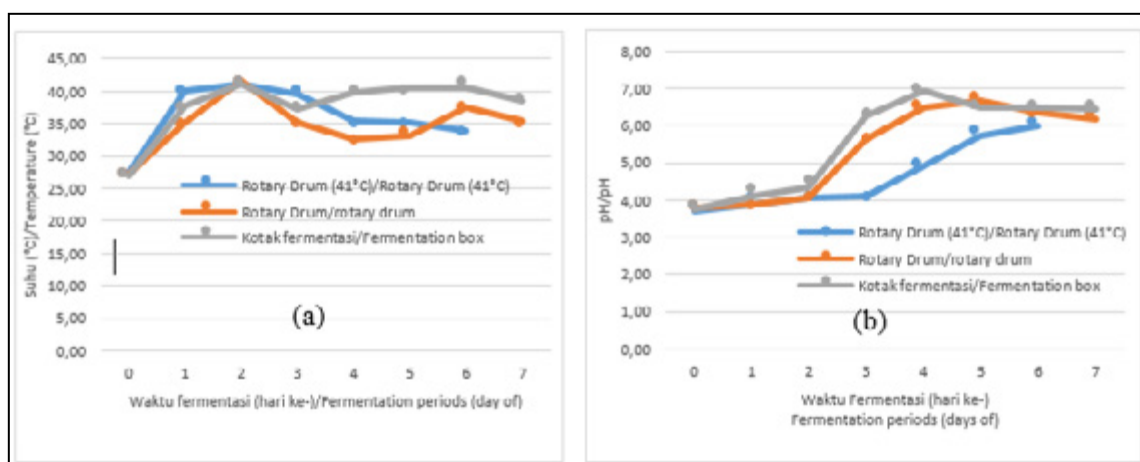 45,00
40,00
35,00
30,00
25,00
20,00
15,00
10,00
5,00
0,00
Suhu (°C)/Temperature (°C)
Rotary Drum (41°C)/Rotary Drum (41°C)
Rotary Drum/rotary drum
Kotak fermentasi/Fermentation box
(a)
0 1 2 3 4 5 6 7
Waktu fermentasi (hari ke-)/Fermentation periods (day of)
8,00
7,00
6,00
5,00
4,00
3,00
2,00
1,00
0,00
pH/pH
Rotary Drum (41°C)/Rotary Drum (41°C)
Rotary Drum/rotary drum
Kotak fermentasi/Fermentation box
(b)
0 1 2 3 4 5 6 7
Waktu Fermentasi (hari ke-)
Fermentation periods (days of)